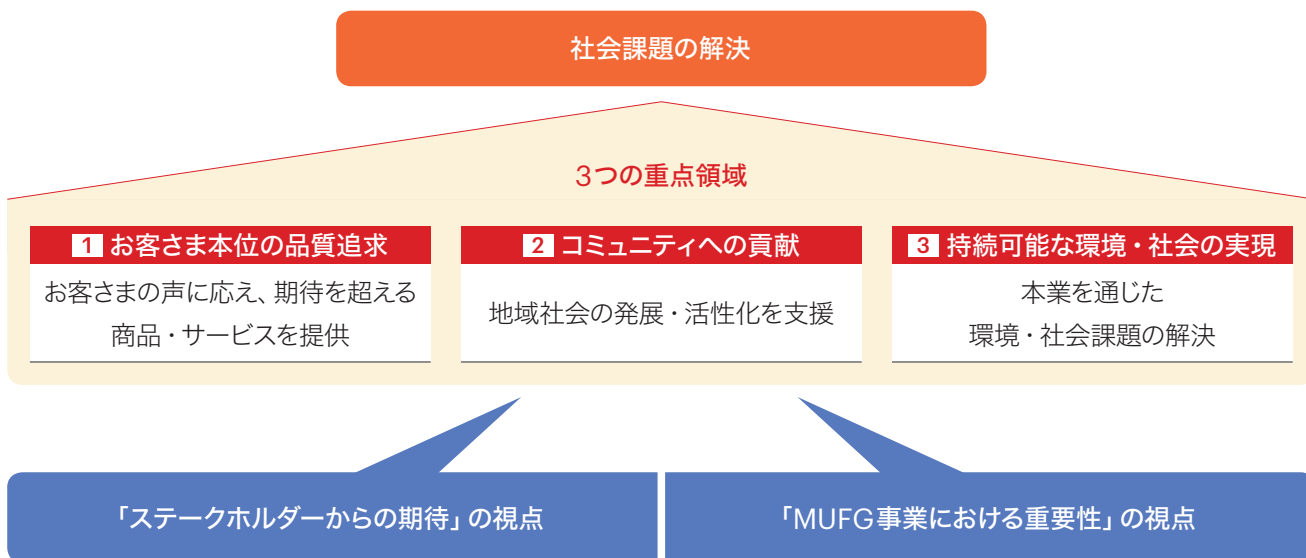 社会課題の解決
3つの重点領域
1 お客さま本位の品質追求
お客さまの声に応え、期待を超える
商品・サービスを提供
2 コミュニティへの貢献
地域社会の発展・活性化を支援
3 持続可能な環境・社会の実現
本業を通じた
環境・社会課題の解決
「ステークホルダーからの期待」の視点
「MUFG事業における重要性」の視点